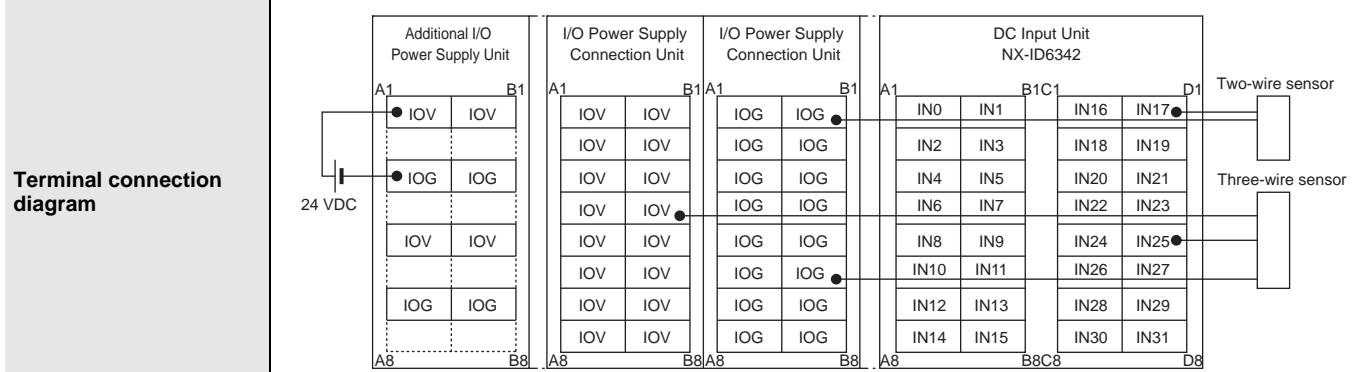 Terminal connection
diagram
Additional I/O
Power Supply Unit
I/O Power Supply
Connection Unit
I/O Power Supply
Connection Unit
DC Input Unit
NX-ID6342
A1 B1 A1 B1 A1 B1 A1 B1 C1 D1
Two-wire sensor
IOV IOV IOV IOV IOG IOG IN0 IN1 IN16 IN17
IOV IOV IOG IOG IN2 IN3 IN18 IN19
IOG IOG IOV IOV IOG IOG IN4 IN5 IN20 IN21
Three-wire sensor
24 VDC
IOV IOV IOG IOG IN6 IN7 IN22 IN23
IOV IOV IOV IOV IOG IOG IN8 IN9 IN24 IN25
IOV IOV IOG IOG IN10 IN11 IN26 IN27
IOG IOG IOV IOV IOG IOG IN12 IN13 IN28 IN29
IOV IOV IOG IOG IN14 IN15 IN30 IN31
A8 B8 A8 B8 A8 B8 A8 B8 C8 D8